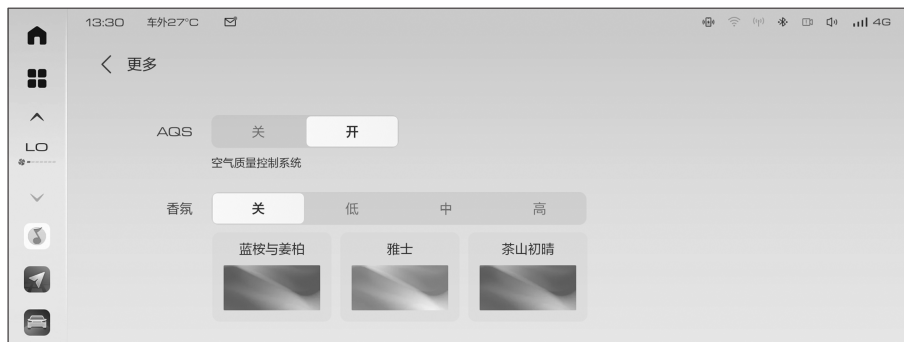 13:30 车外27°C 4G
更多
LO
AQS 关 开
空气质量控制系统
香氛 关 低 中 高
蓝桉与姜柏 雅士 茶山初晴